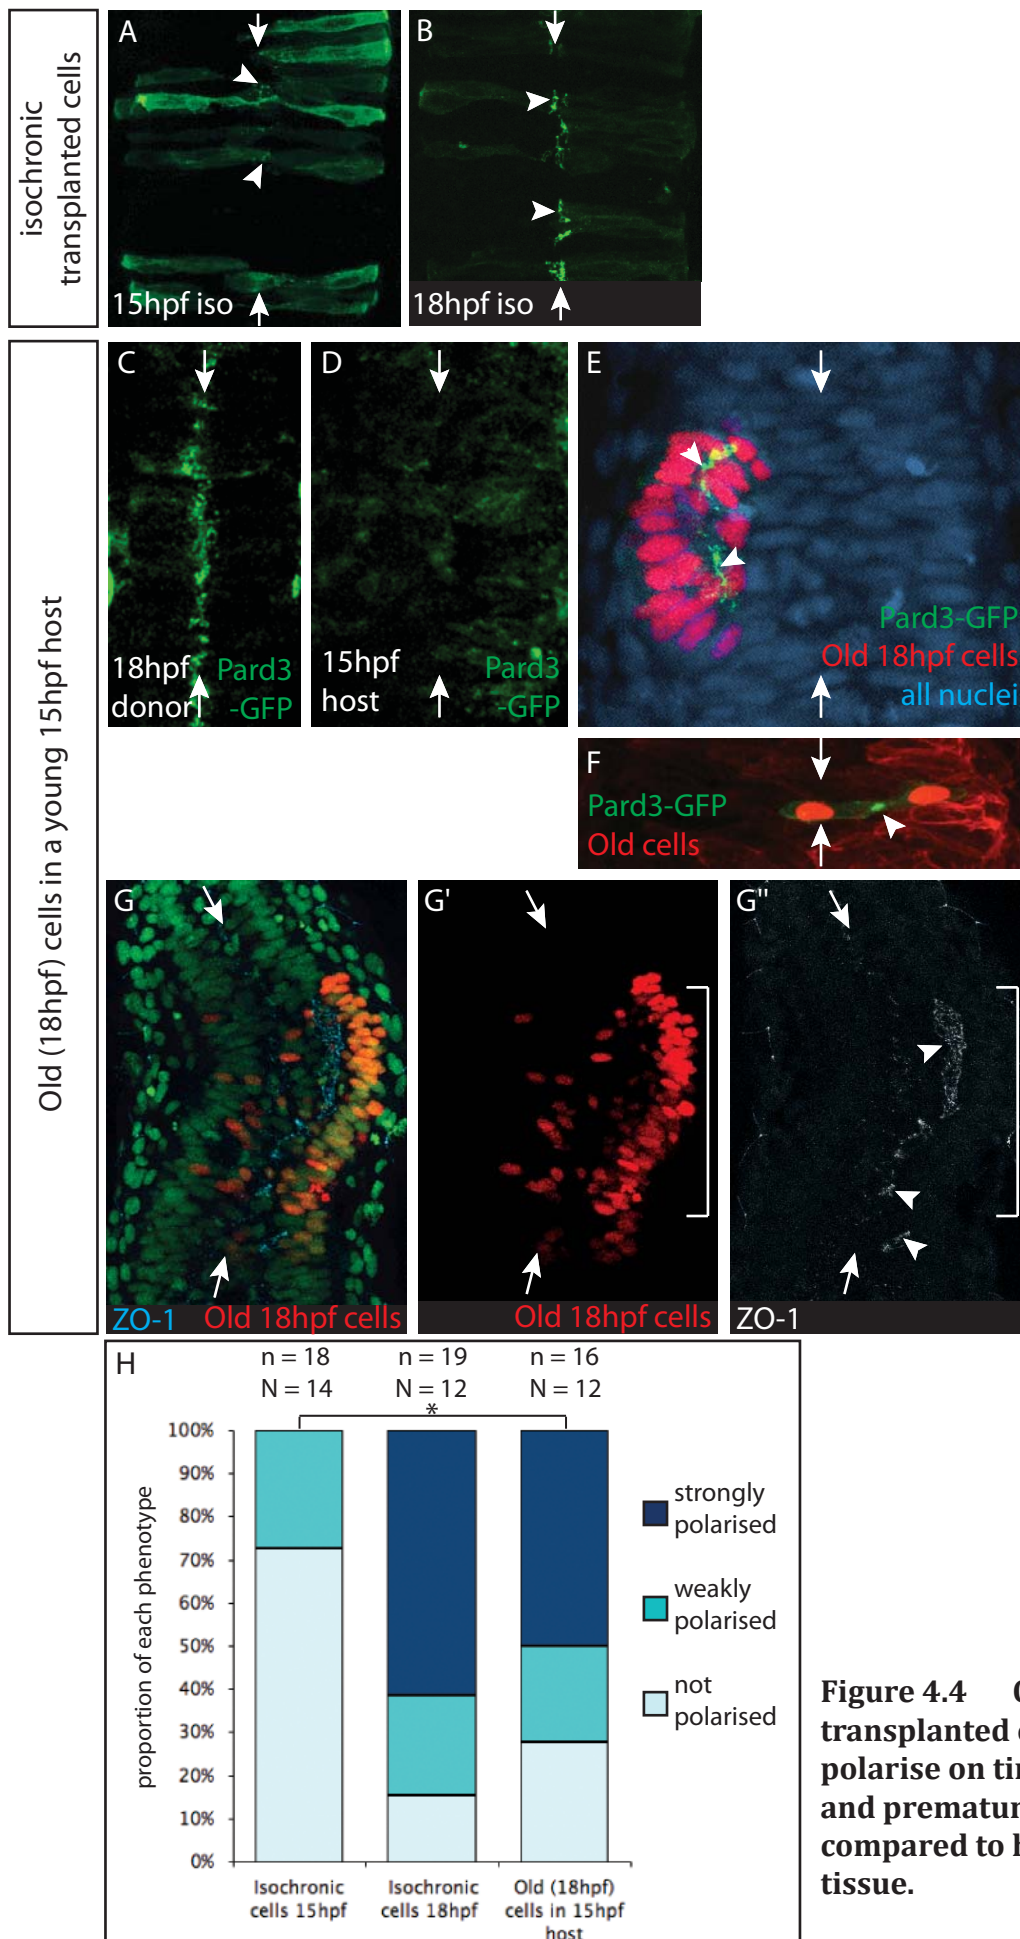 isochronic
transplanted cells
A
15hpf iso
B
18hpf iso
Old (18hpf) cells in a young 15hpf host
C
18hpf
donor
Pard3
-GFP
D
15hpf
host
Pard3
-GFP
E
Pard3-GFP
Old 18hpf cells
all nuclei
F
Pard3-GFP
Old cells
G
ZO-1 Old 18hpf cells
G'
Old 18hpf cells
G"
ZO-1
H
n = 18
N = 14
n = 19
N = 12
n = 16
N = 12
*
proportion of each phenotype
100%
90%
80%
70%
60%
50%
40%
30%
20%
10%
0%
Isochronic
cells 15hpf
Isochronic
cells 18hpf
Old (18hpf)
cells in 15hpf
host
strongly
polarised
weakly
polarised
not
polarised
Figure 4.4
transplanted
polarise on
and
compared to
tissue.